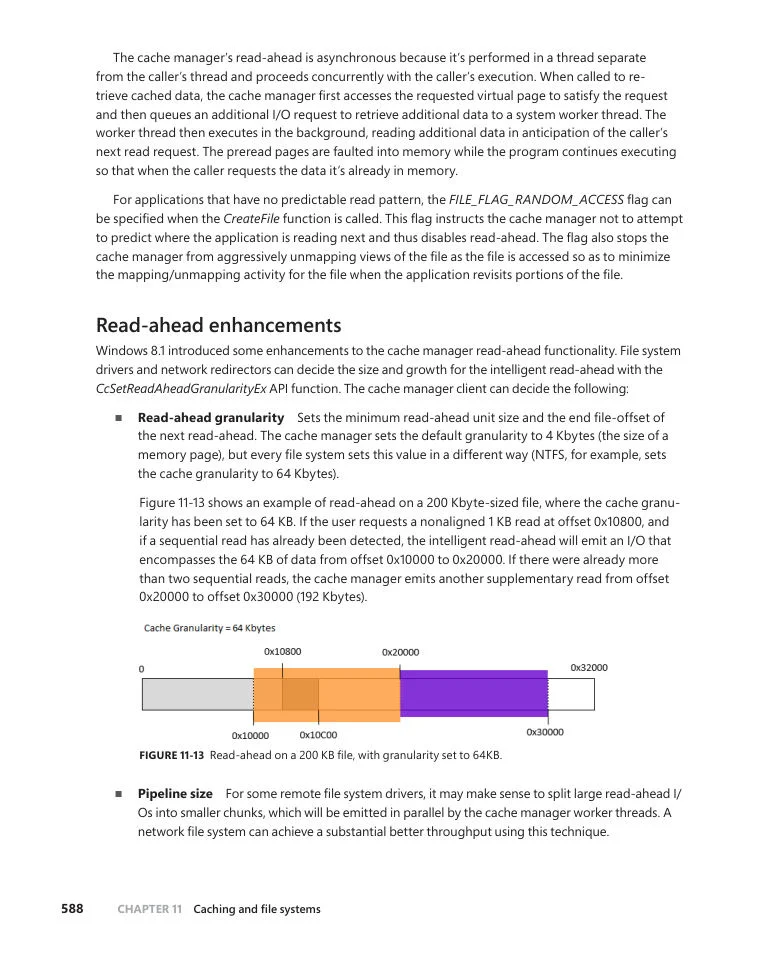 The cache manager’s read-ahead is asynchronous because it’s performed in a thread separate
from the caller’s thread and proceeds concurrently with the caller’s execution. When called to re-
trieve cached data, the cache manager first accesses the requested virtual page to satisfy the request
and then queues an additional I/O request to retrieve additional data to a system worker thread. The
worker thread then executes in the background, reading additional data in anticipation of the caller’s
next read request. The preread pages are faulted into memory while the program continues executing
so that when the caller requests the data it’s already in memory.
For applications that have no predictable read pattern, the FILE_FLAG_RANDOM_ACCESS flag can
be specified when the CreateFile function is called. This flag instructs the cache manager not to attempt
to predict where the application is reading next and thus disables read-ahead. The flag also stops the
cache manager from aggressively unmapping views of the file as the file is accessed so as to minimize
the mapping/unmapping activity for the file when the application revisits portions of the file.
Read-ahead enhancements
Windows 8.1 introduced some enhancements to the cache manager read-ahead functionality. File system
drivers and network redirectors can decide the size and growth for the intelligent read-ahead with the
CcSetReadAheadGranularityEx API function. The cache manager client can decide the following:
■ Read-ahead granularity Sets the minimum read-ahead unit size and the end file-offset of
the next read-ahead. The cache manager sets the default granularity to 4 Kbytes (the size of a
memory page), but every file system sets this value in a different way (NTFS, for example, sets
the cache granularity to 64 Kbytes).
Figure 11-13 shows an example of read-ahead on a 200 Kbyte-sized file, where the cache granu-
larity has been set to 64 KB. If the user requests a nonaligned 1 KB read at offset 0x10800, and
if a sequential read has already been detected, the intelligent read-ahead will emit an I/O that
encompasses the 64 KB of data from offset 0x10000 to 0x20000. If there were already more
than two sequential reads, the cache manager emits another supplementary read from offset
0x20000 to offset 0x30000 (192 Kbytes).
Cache Granularity = 64 Kbytes
0x10800
0x20000
0
0x32000
0x10000
0x10C00
0x30000
FIGURE 11-13 Read-ahead on a 200 KB file, with granularity set to 64KB.
■ Pipeline size For some remote file system drivers, it may make sense to split large read-ahead I/
Os into smaller chunks, which will be emitted in parallel by the cache manager worker threads. A
network file system can achieve a substantial better throughput using this technique.
588 CHAPTER 11 Caching and file systems